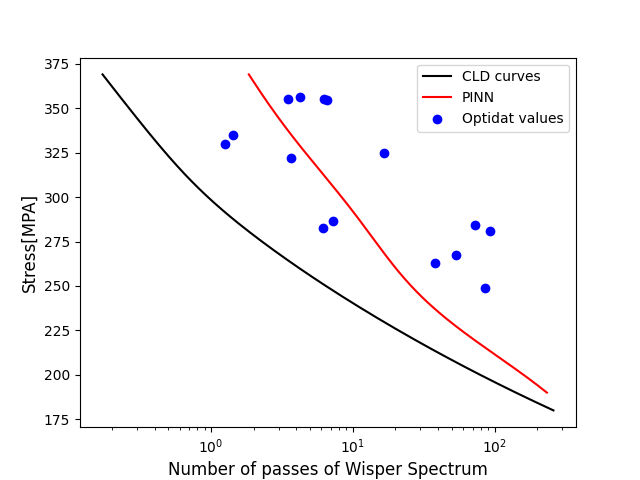 CLD curves
PINN
Optidat values
Stress[MPA]
375
350
325
300
275
250
225
200
175
10⁰
10¹
10²
Number of passes of Wisper Spectrum